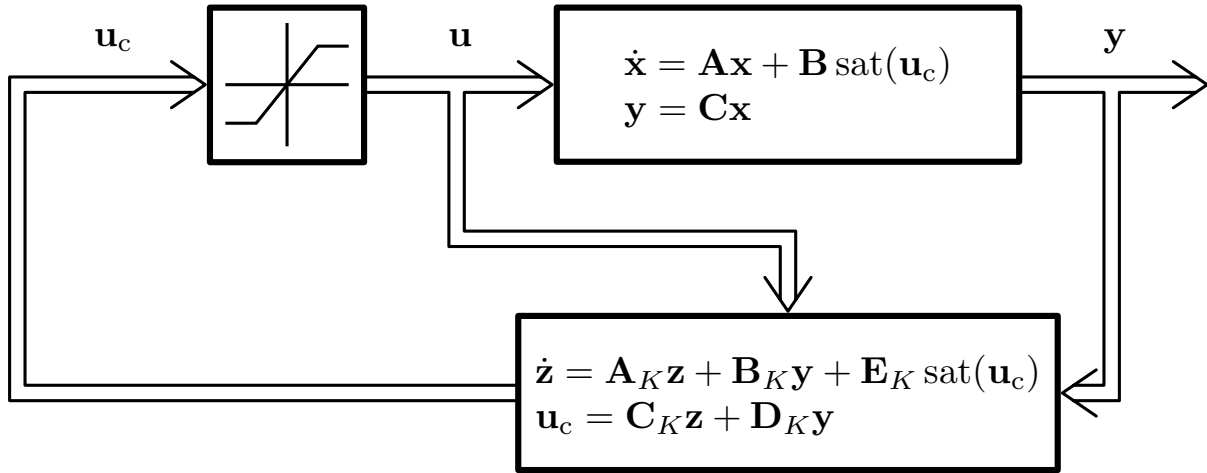 u_c
u
y
ẋ = Ax + B sat(u_c)
y = Cx
ż = A_K z + B_K y + E_K sat(u_c)
u_c = C_K z + D_K y